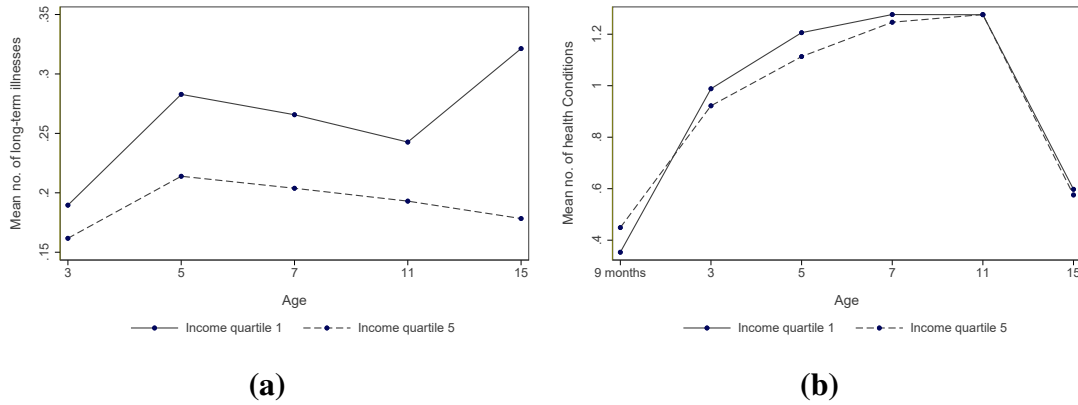 Mean no. of long-term illnesses
.35
.3
.25
.2
.15
3 5 7 11 15
Age
Income quartile 1 Income quartile 5
(a)
Mean no. of health Conditions
1.2
1
.8
.6
.4
9 months 3 5 7 11 15
Age
Income quartile 1 Income quartile 5
(b)